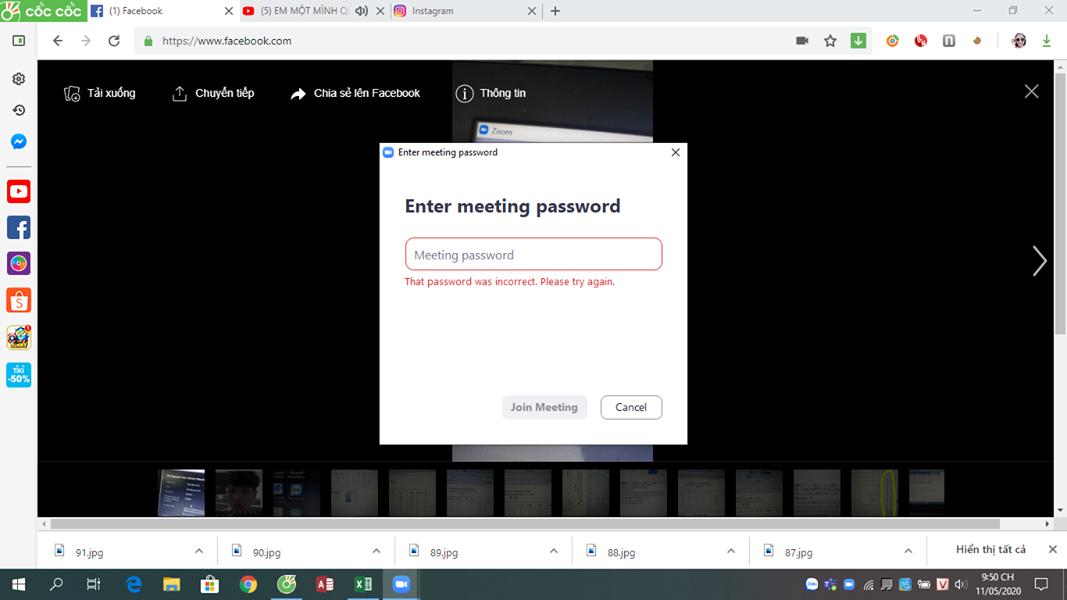 cốc cốc
(1) Facebook
(5) EM MỘT MÌNH Q
Instagram
https://www.facebook.com
Tải xuống
Chuyển tiếp
Chia sẻ lên Facebook
Thông tin
Zoom
Enter meeting password
Enter meeting password
Meeting password
That password was incorrect. Please try again.
Join Meeting
Cancel
TIKI
-50%
91.jpg
90.jpg
89.jpg
88.jpg
87.jpg
Hiển thị tất cả
9:50 CH
11/05/2020